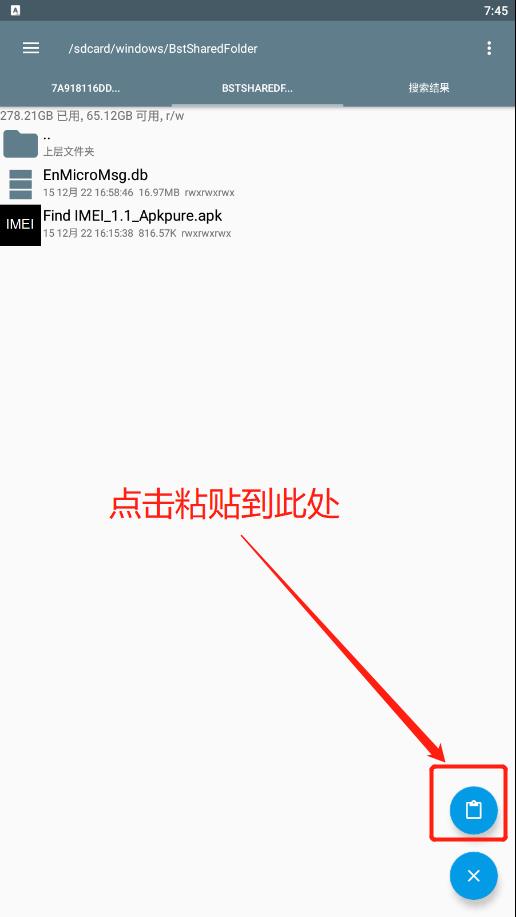 A
7:45
/sdcard/windows/BstSharedFolder
7A918116DD... BSTSHAREDF... 搜索结果
278.21GB 已用, 65.12GB 可用, r/w
..
上层文件夹
EnMicroMsg.db
15 12月 22 16:58:46 16.97MB rwxrwxrwx
IMEI
Find IMEI_1.1_Apkpure.apk
15 12月 22 16:15:38 816.57K rwxrwxrwx
点击粘贴到此处